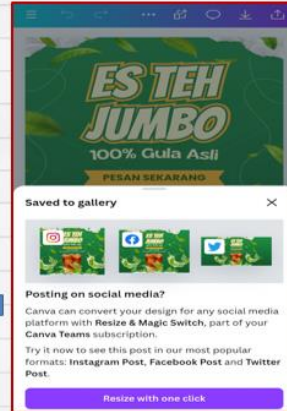 ES TEH
JUMBO
100% Gula Asli
PESAN SEKARANG
Saved to gallery
Posting on social media?
Canva can convert your design for any social media
platform with Resize & Magic Switch, part of your
Canva Teams subscription.
Try it now to see this post in our most popular
formats: Instagram Post, Facebook Post and Twitter
Post.
Resize with one click